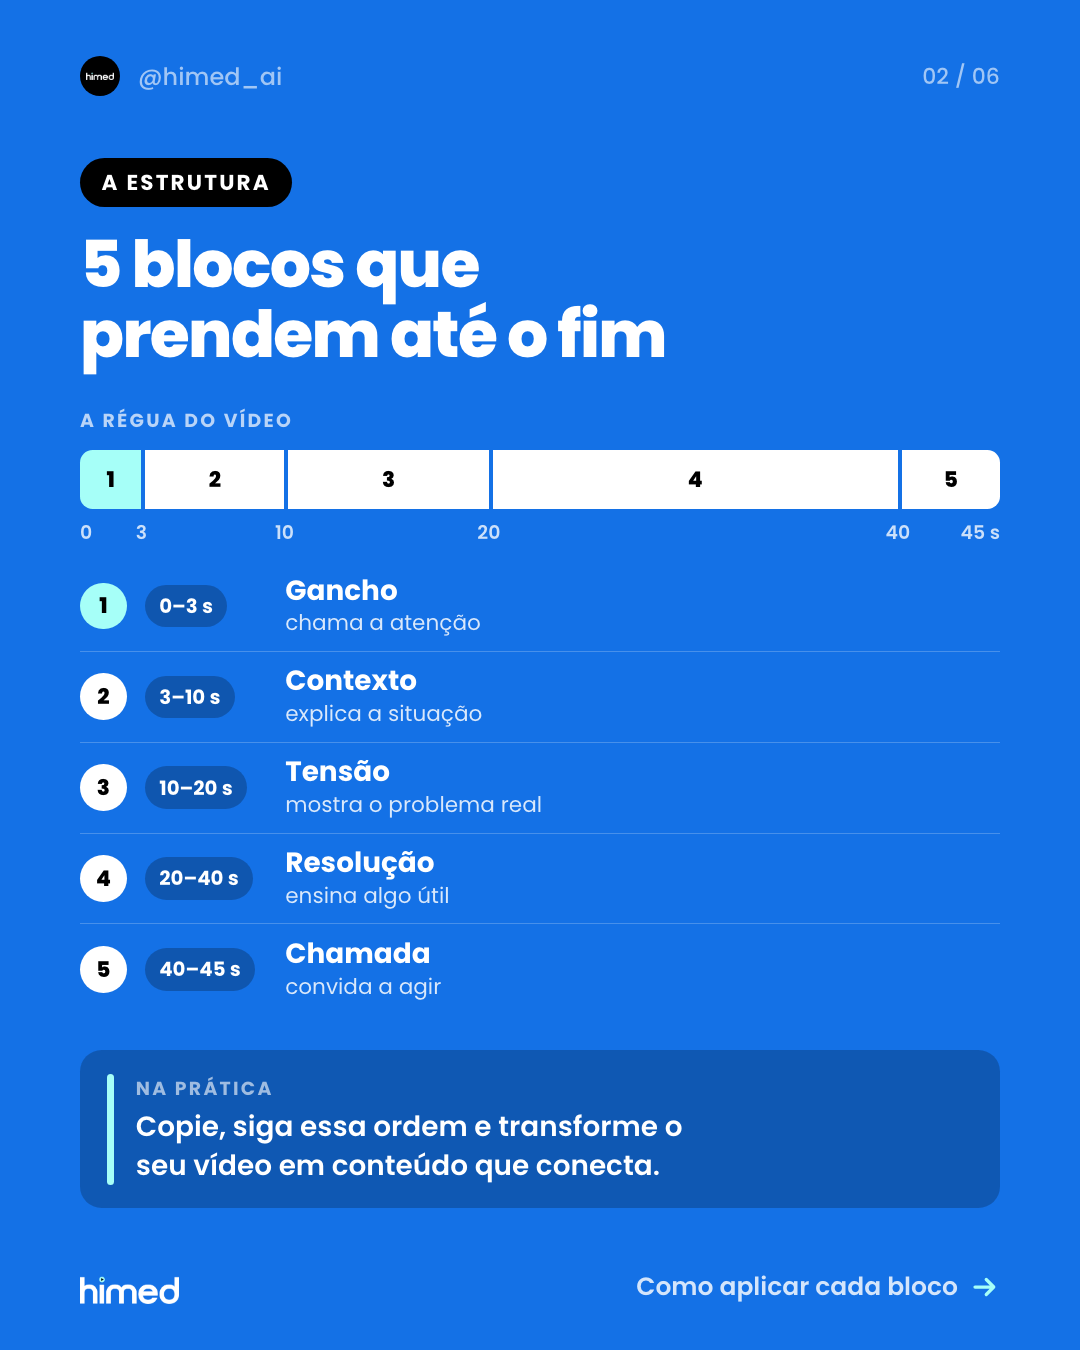 himed
@himed_ai
02 / 06
A ESTRUTURA
5 blocos que
prendem até o fim
A RÉGUA DO VÍDEO
1 2 3 4 5
0 3 10 20 40 45 s
1 0–3 s Gancho
chama a atenção
2 3–10 s Contexto
explica a situação
3 10–20 s Tensão
mostra o problema real
4 20–40 s Resolução
ensina algo útil
5 40–45 s Chamada
convida a agir
NA PRÁTICA
Copie, siga essa ordem e transforme o
seu vídeo em conteúdo que conecta.
himed
Como aplicar cada bloco →